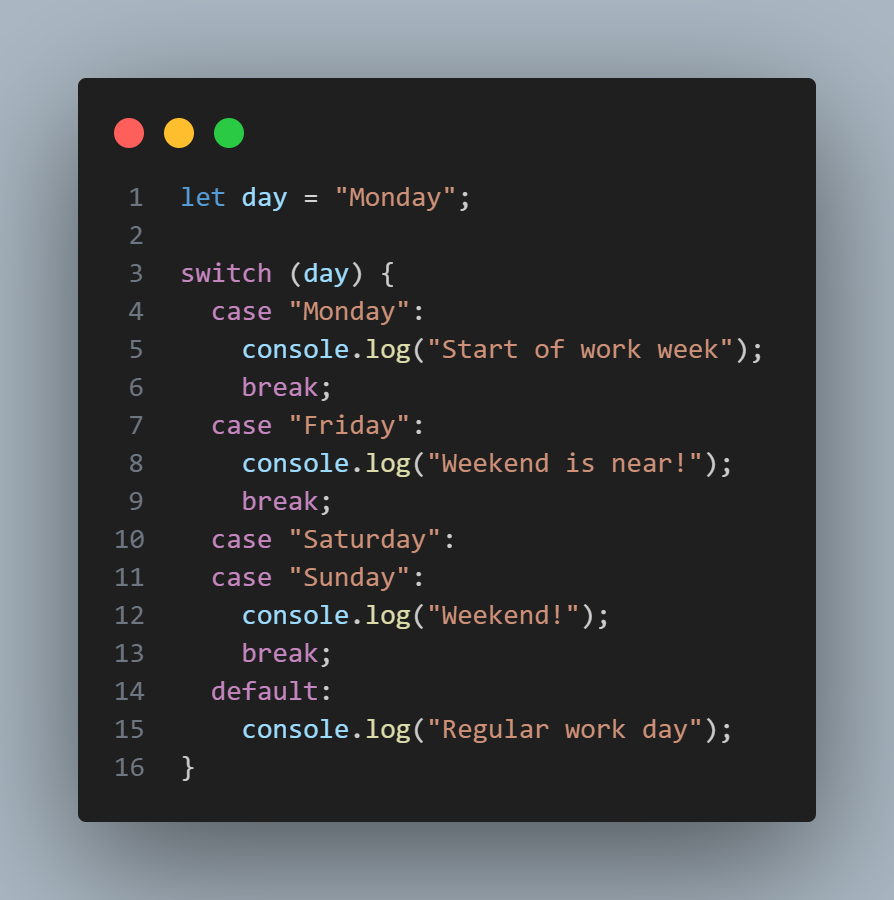 1 let day = "Monday";
2
3 switch (day) {
4   case "Monday":
5     console.log("Start of work week");
6     break;
7   case "Friday":
8     console.log("Weekend is near!");
9     break;
10   case "Saturday":
11   case "Sunday":
12     console.log("Weekend!");
13     break;
14   default:
15     console.log("Regular work day");
16 }